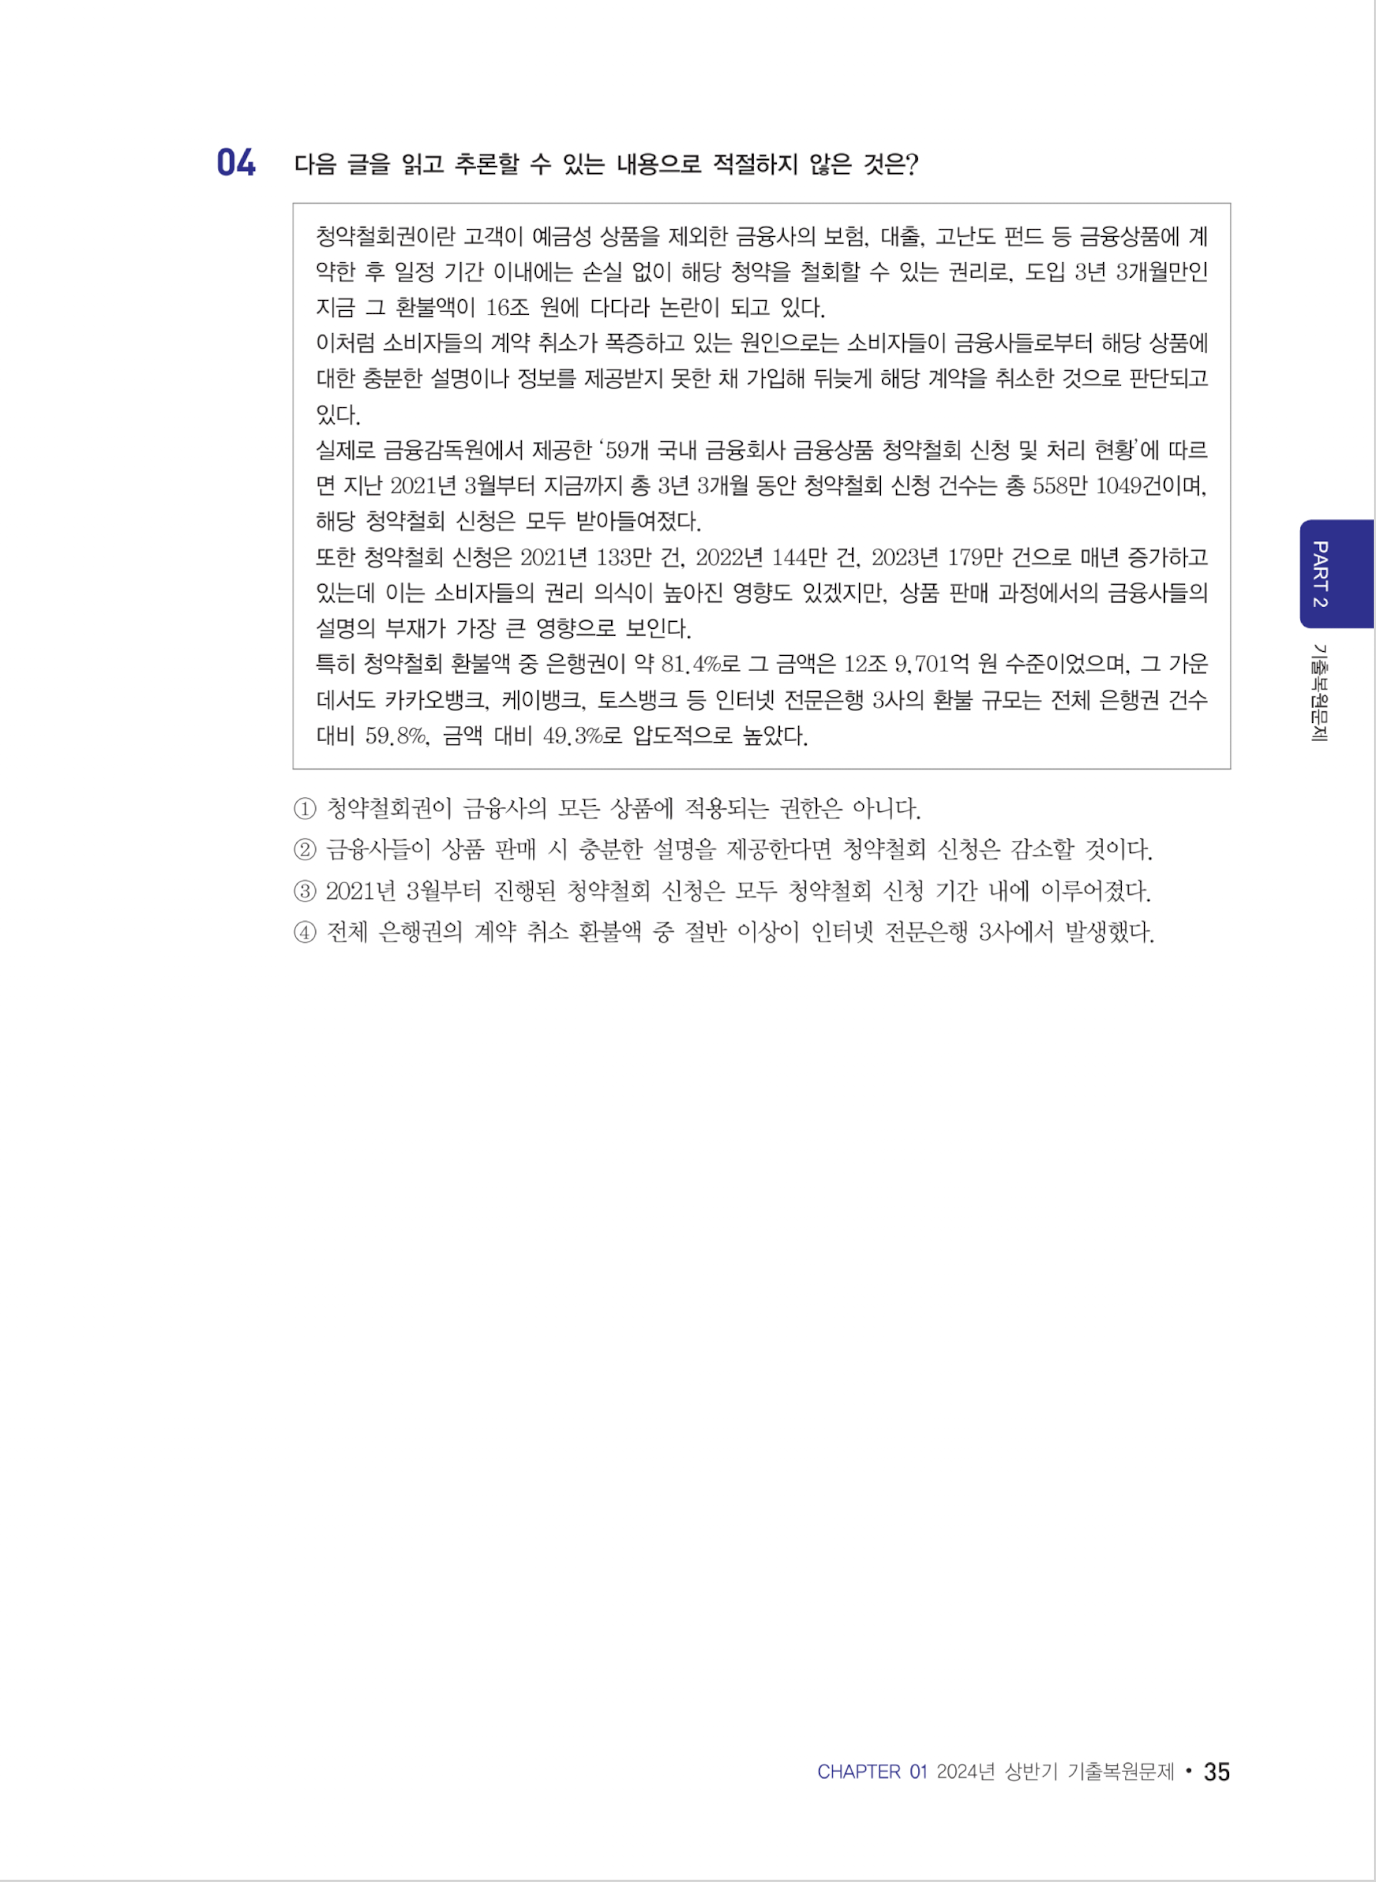 04 다음 글을 읽고 추론할 수 있는 내용으로 적절하지 않은 것은?
청약철회권이란 고객이 예금성 상품을 제외한 금융사의 보험, 대출, 고난도 펀드 등 금융상품에 계
약한 후 일정 기간 이내에는 손실 없이 해당 청약을 철회할 수 있는 권리로, 도입 3년 3개월만인
지금 그 환불액이 16조 원에 다다라 논란이 되고 있다.
이처럼 소비자들의 계약 취소가 폭증하고 있는 원인으로는 소비자들이 금융사들로부터 해당 상품에
대한 충분한 설명이나 정보를 제공받지 못한 채 가입해 뒤늦게 해당 계약을 취소한 것으로 판단되고
있다.
실제로 금융감독원에서 제공한 ‘59개 국내 금융회사 금융상품 청약철회 신청 및 처리 현황’에 따르
면 지난 2021년 3월부터 지금까지 총 3년 3개월 동안 청약철회 신청 건수는 총 558만 1049건이며,
해당 청약철회 신청은 모두 받아들여졌다.
또한 청약철회 신청은 2021년 133만 건, 2022년 144만 건, 2023년 179만 건으로 매년 증가하고
있는데 이는 소비자들의 권리 의식이 높아진 영향도 있겠지만, 상품 판매 과정에서의 금융사들의
설명의 부재가 가장 큰 영향으로 보인다.
특히 청약철회 환불액 중 은행권이 약 81.4%로 그 금액은 12조 9,701억 원 수준이었으며, 그 가운
데서도 카카오뱅크, 케이뱅크, 토스뱅크 등 인터넷 전문은행 3사의 환불 규모는 전체 은행권 건수
대비 59.8%, 금액 대비 49.3%로 압도적으로 높았다.
① 청약철회권이 금융사의 모든 상품에 적용되는 권한은 아니다.
② 금융사들이 상품 판매 시 충분한 설명을 제공한다면 청약철회 신청은 감소할 것이다.
③ 2021년 3월부터 진행된 청약철회 신청은 모두 청약철회 신청 기간 내에 이루어졌다.
④ 전체 은행권의 계약 취소 환불액 중 절반 이상이 인터넷 전문은행 3사에서 발생했다.
PART 2
기출복원문제
CHAPTER 01 2024년 상반기 기출복원문제 • 35